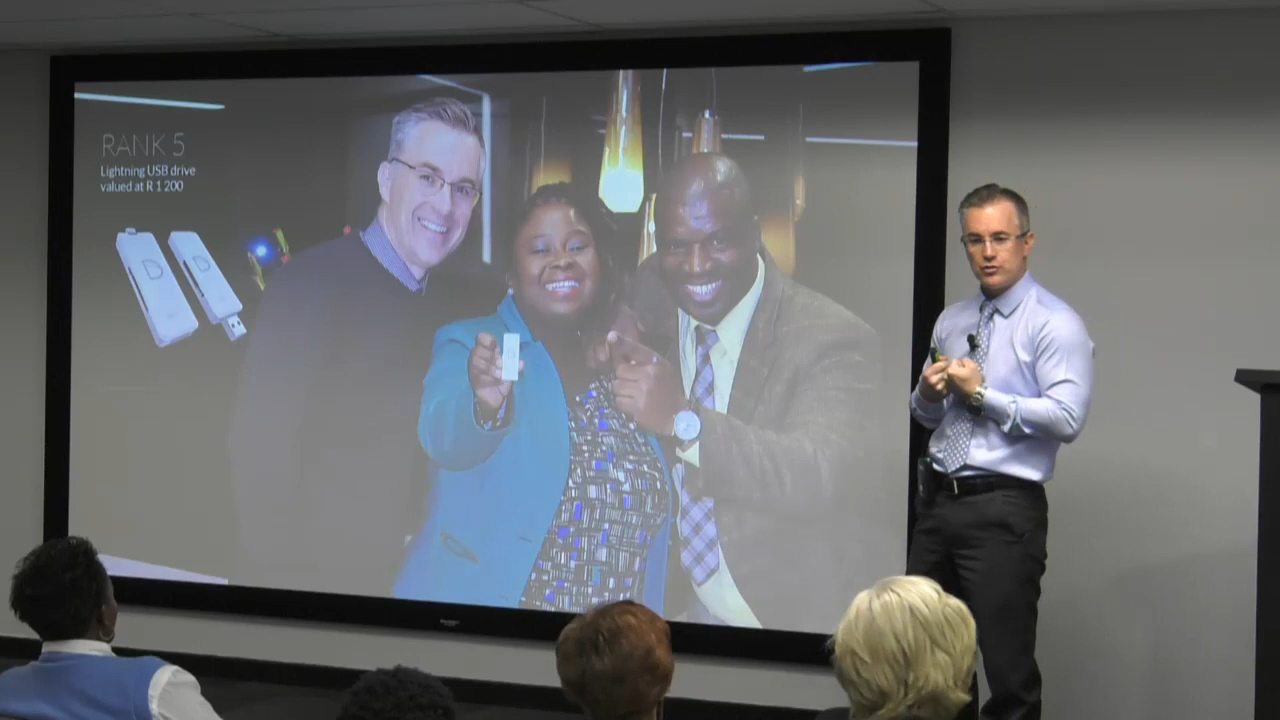 RANK 5
Lightning USB drive
valued at R 1 200
D
D